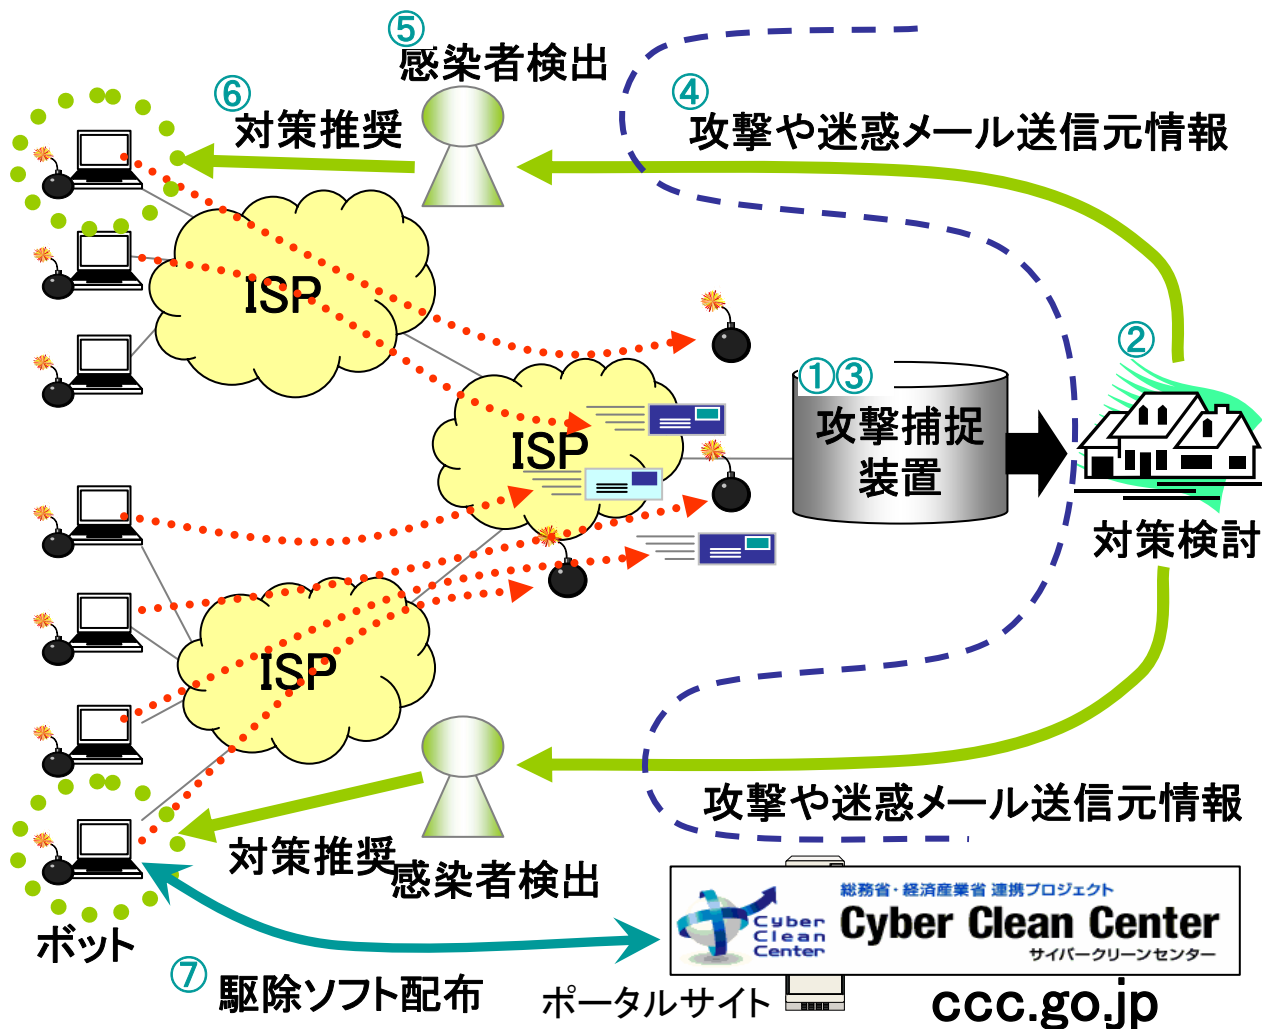 ⑤
感染者検出
⑥
対策推奨
④
攻撃や迷惑メール送信元情報
ISP
①③
攻撃捕捉
装置
②
対策検討
ISP
ISP
攻撃や迷惑メール送信元情報
対策推奨
感染者検出
ボット
⑦
駆除ソフト配布
ポータルサイト
Cyber
Clean
Center
総務省・経済産業省 連携プロジェクト
Cyber Clean Center
サイバークリーンセンター
ccc.go.jp